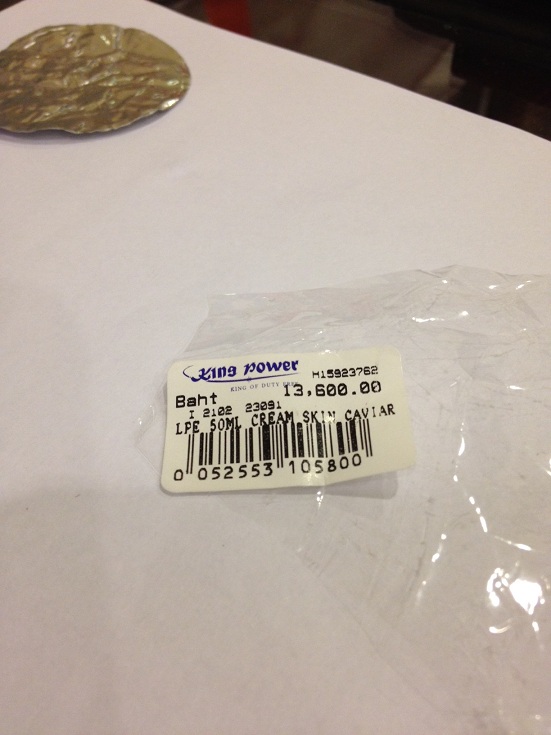 King Power
H15923762
KING OF DUTY FREE
Baht 13,600.00
I 2102 23091
LPE 50ML CREAM SKIN CAVIAR
0 052553 105800